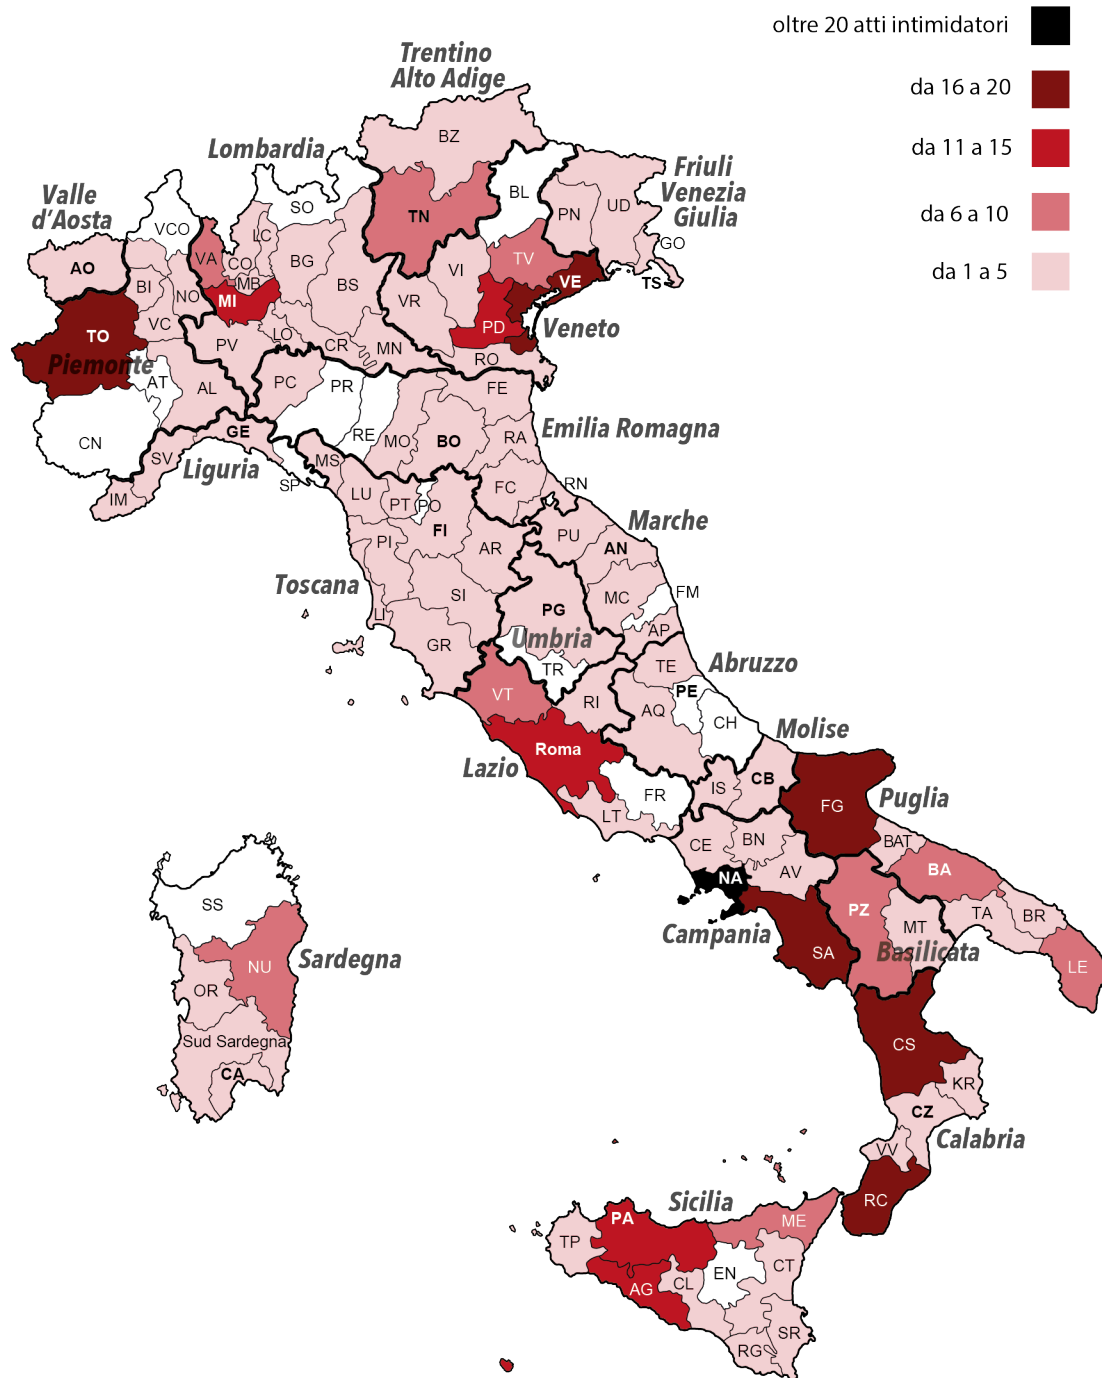 oltre 20 atti intimidatori
da 16 a 20
da 11 a 15
da 6 a 10
da 1 a 5
Trentino
Alto Adige
BZ
Lombardia
Friuli
Venezia
Giulia
Valle
d'Aosta
SO
BL
TN
PN
UD
VCO
LC
GO
VA
CO
BG
TV
VI
AO
MB
BS
VE
TS
BI
NO
MI
VR
VC
LO
PD
Veneto
TO
PV
CR
MN
RO
Piemonte
AT
AL
PC
PR
FE
GE
RE
MO
BO
RA
Emilia Romagna
CN
SV
Liguria
MS
SP
LU
PT
PO
FC
RN
IM
FI
PU
Marche
PI
AR
AN
Toscana
SI
MC
FM
LI
PG
AP
GR
Umbria
TR
TE
Abruzzo
VT
RI
PE
AQ
CH
Molise
Roma
Lazio
IS
CB
FR
LT
FG
Puglia
CE
BN
BAT
AV
BA
NA
PZ
SS
TA
BR
Campania
MT
Basilicata
SA
LE
Sardegna
NU
OR
Sud Sardegna
CS
CA
KR
CZ
Calabria
VV
Sicilia
RC
PA
ME
TP
CT
EN
AG
CL
SR
RG